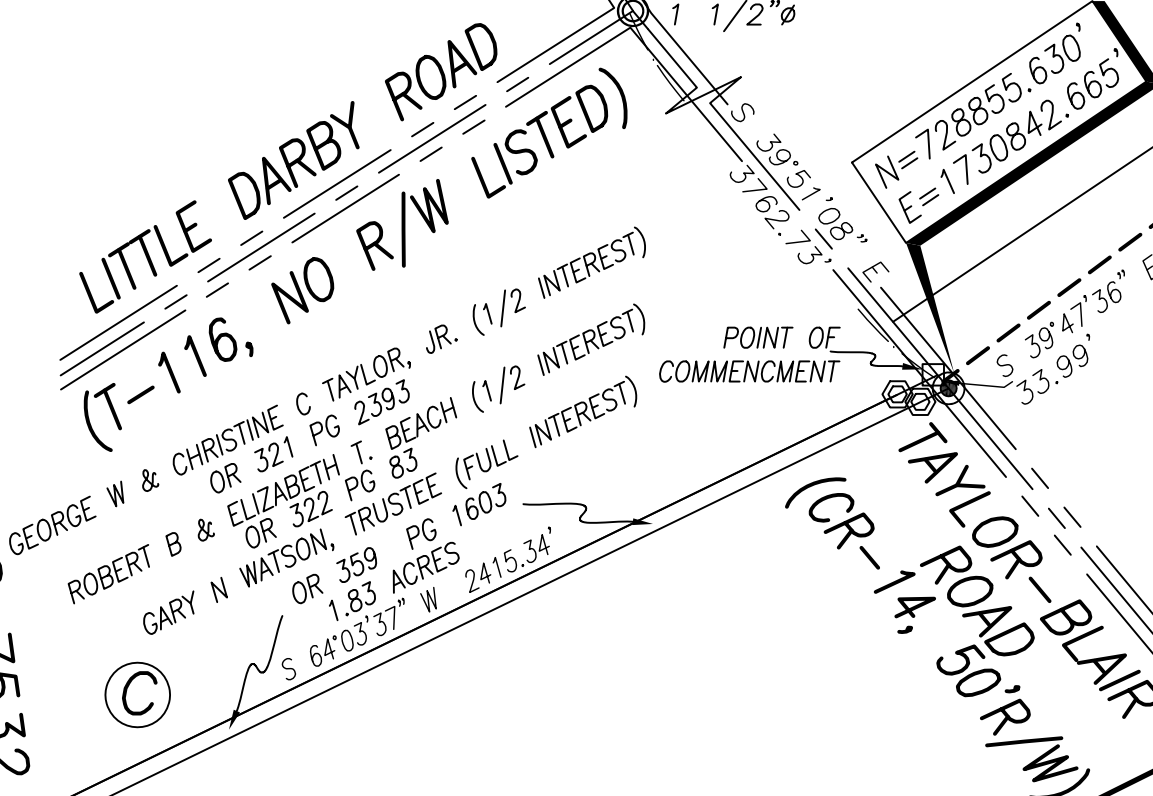 1 1/2"ø
LITTLE DARBY ROAD
(T-116, NO R/W LISTED)
S 39°51'08" E
3762.73'
N=728855.630'
E=1730842.665'
GEORGE W & CHRISTINE C TAYLOR, JR. (1/2 INTEREST)
OR 321 PG 2393
ROBERT B & ELIZABETH T. BEACH (1/2 INTEREST)
OR 322 PG 83
GARY N WATSON, TRUSTEE (FULL INTEREST)
OR 359 PG 1603
1.83 ACRES
S 64°03'37" W 2415.34'
POINT OF
COMMENCMENT
S 39°47'36" E
33.99'
TAYLOR-BLAIR
ROAD
(CR-14, 50'R/W)
C
7532